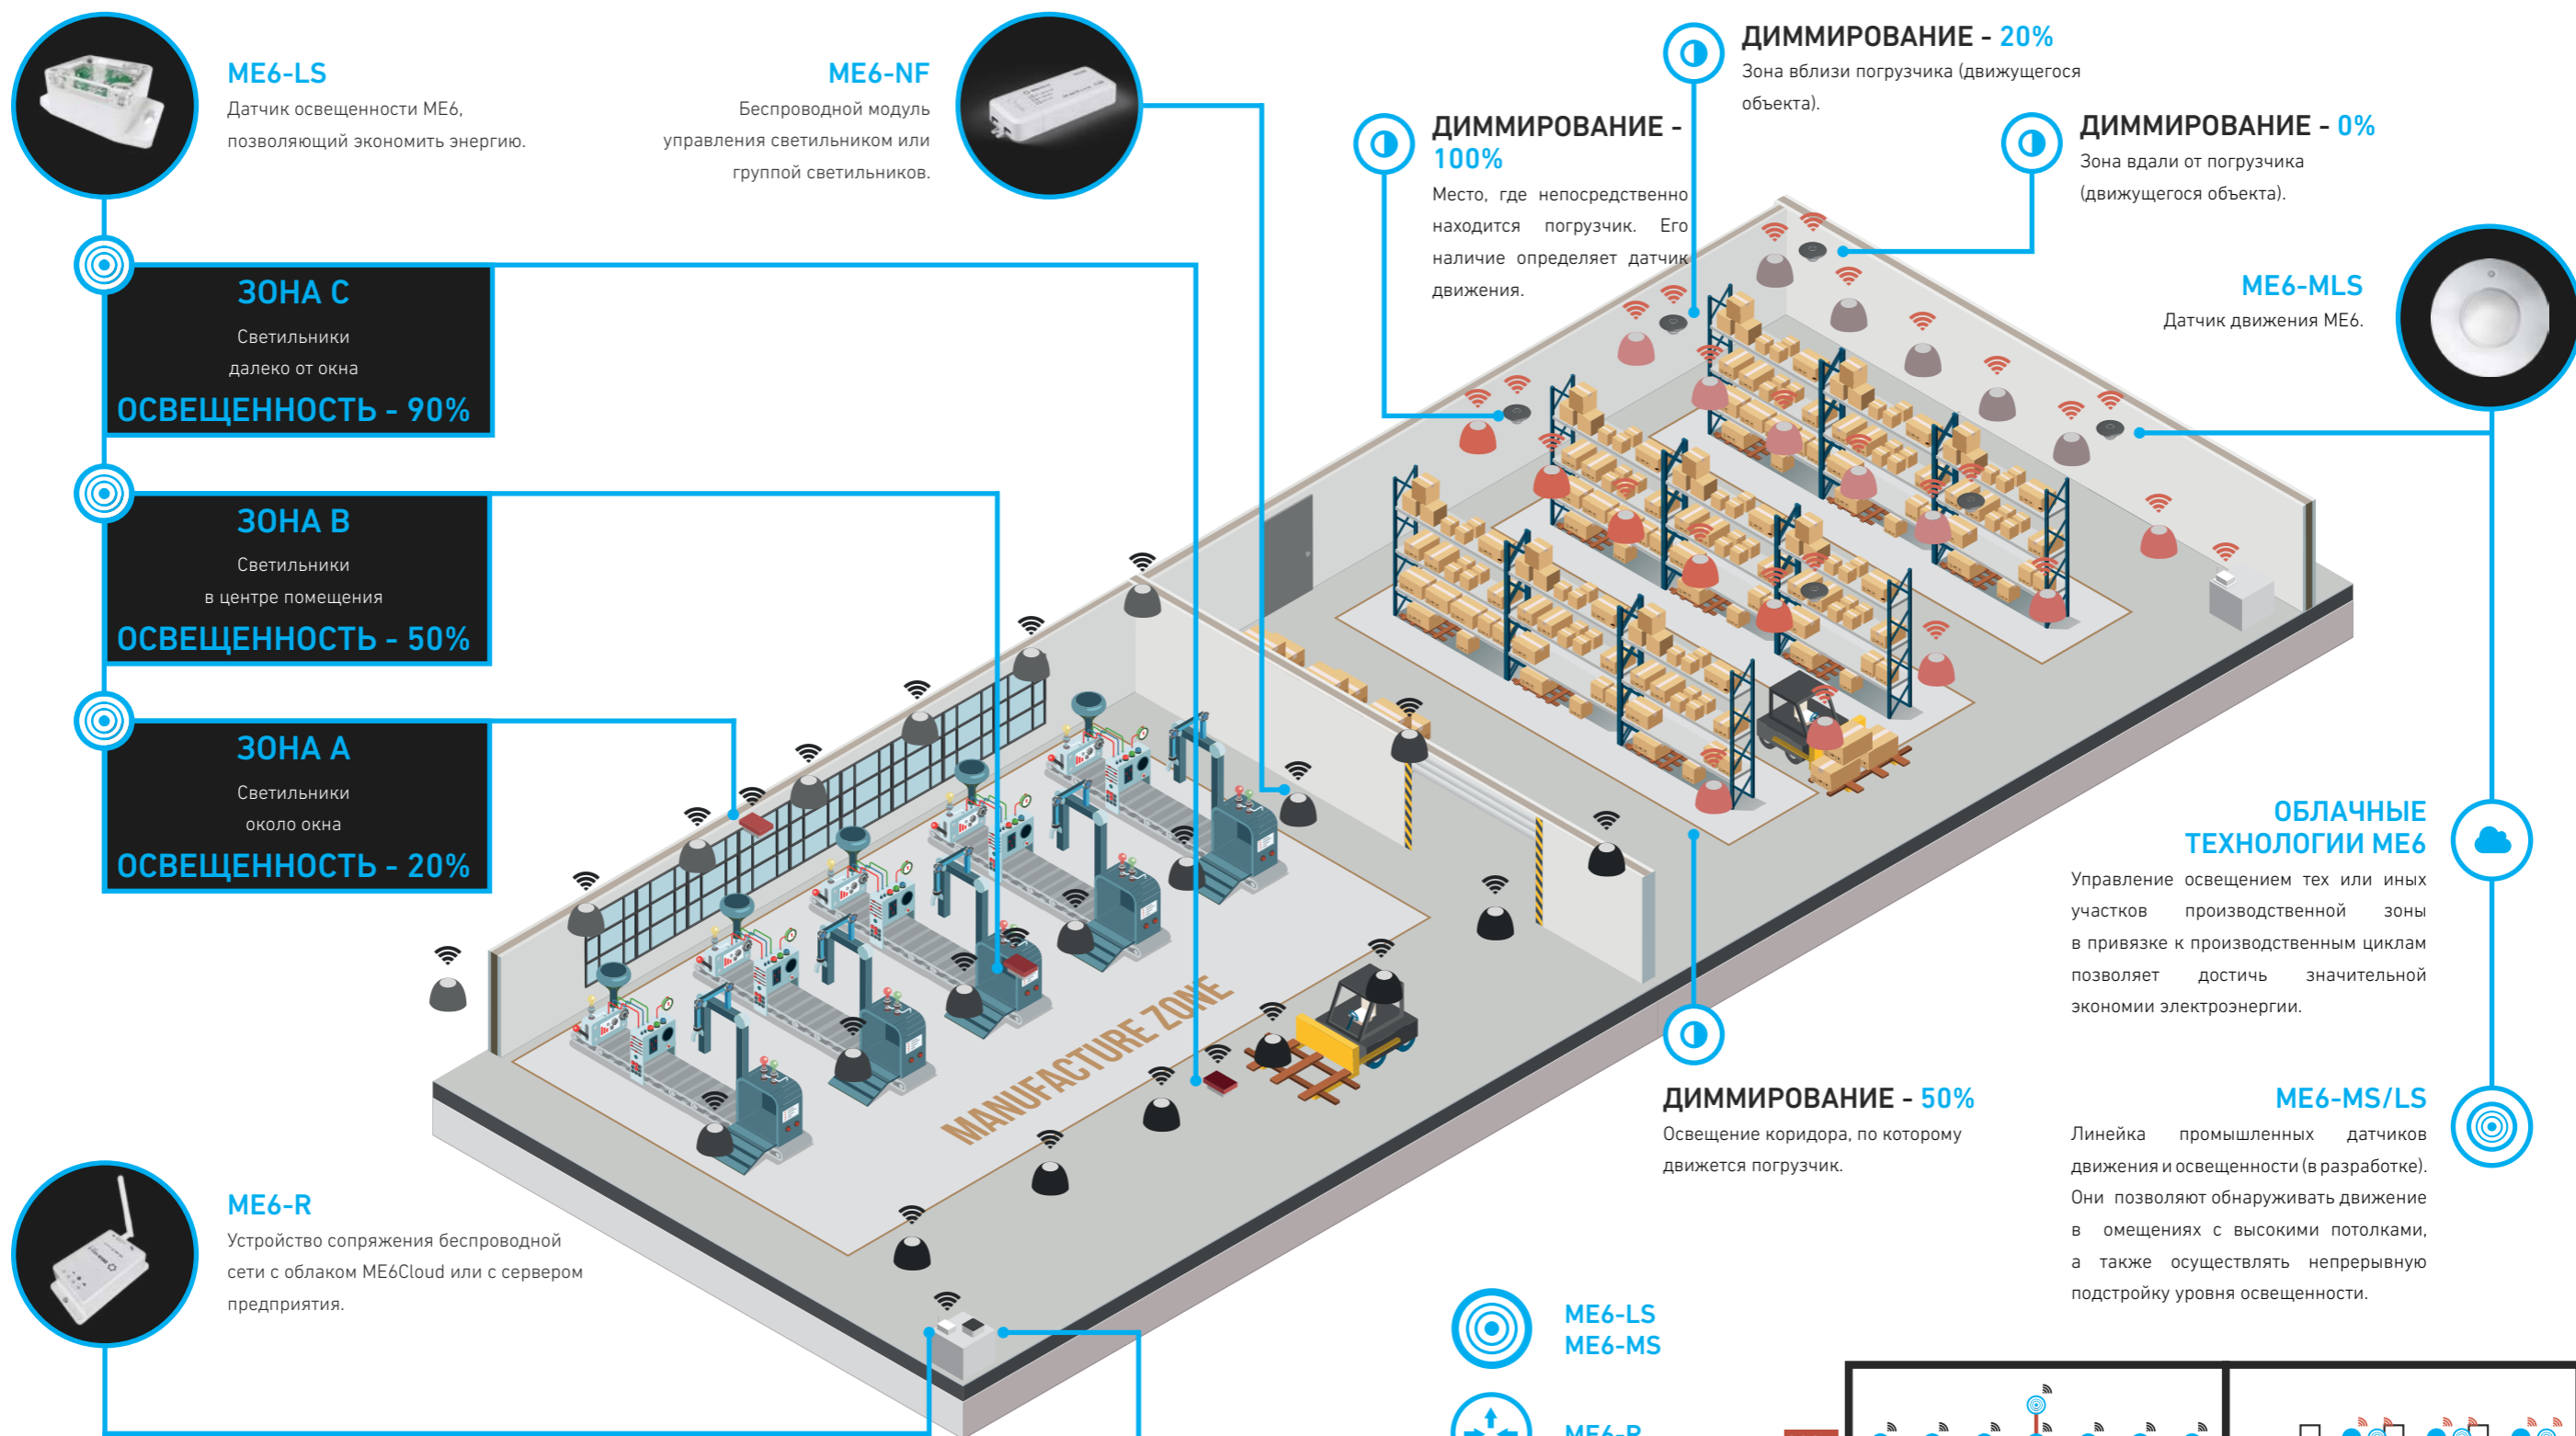 ME6-LS
Датчик освещенности ME6,
позволяющий экономить энергию.
ME6-NF
Беспроводной модуль
управления светильником или
группой светильников.
ДИММИРОВАНИЕ - 20%
Зона вблизи погрузчика (движущегося
объекта).
ДИММИРОВАНИЕ -
100%
Место, где непосредственно
находится погрузчик. Его
наличие определяет датчик
движения.
ДИММИРОВАНИЕ - 0%
Зона вдали от погрузчика
(движущегося объекта).
ME6-MLS
Датчик движения ME6.
ЗОНА C
Светильники
далеко от окна
ОСВЕЩЕННОСТЬ - 90%
ЗОНА B
Светильники
в центре помещения
ОСВЕЩЕННОСТЬ - 50%
ЗОНА A
Светильники
около окна
ОСВЕЩЕННОСТЬ - 20%
MANUFACTURE ZONE
ОБЛАЧНЫЕ
ТЕХНОЛОГИИ ME6
Управление освещением тех или иных
участков производственной зоны
в привязке к производственным циклам
позволяет достичь значительной
экономии электроэнергии.
ДИММИРОВАНИЕ - 50%
Освещение коридора, по которому
движется погрузчик.
ME6-MS/LS
Линейка промышленных датчиков
движения и освещенности (в разработке).
Они позволяют обнаруживать движение
в омещениях с высокими потолками,
а также осуществлять непрерывную
подстройку уровня освещенности.
ME6-R
Устройство сопряжения беспроводной
сети с облаком ME6Cloud или с сервером
предприятия.
ME6-LS
ME6-MS
ME6-R